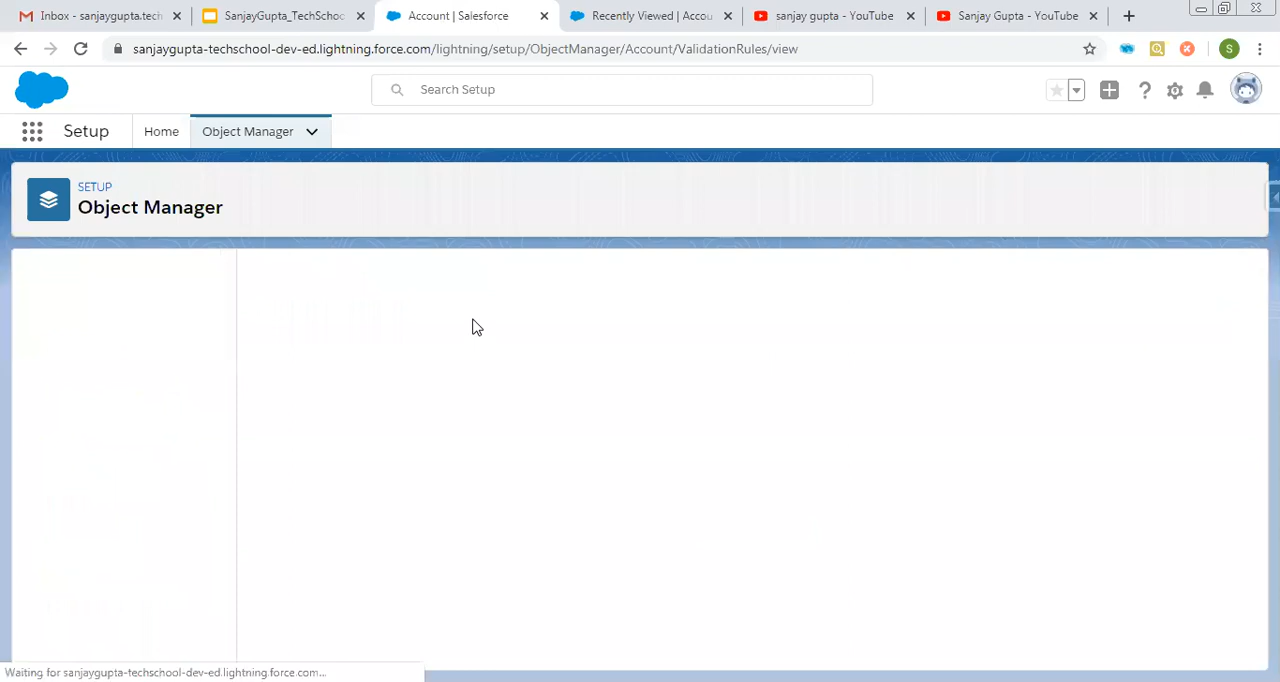 Inbox - sanjaygupta.tech
SanjayGupta_TechSchoo
Account | Salesforce
Recently Viewed | Accou
sanjay gupta - YouTube
Sanjay Gupta - YouTube
sanjaygupta-techschool-dev-ed.lightning.force.com/lightning/setup/ObjectManager/Account/ValidationRules/view
S
Search Setup
Setup
Home
Object Manager
SETUP
Object Manager
Waiting for sanjaygupta-techschool-dev-ed.lightning.force.com...